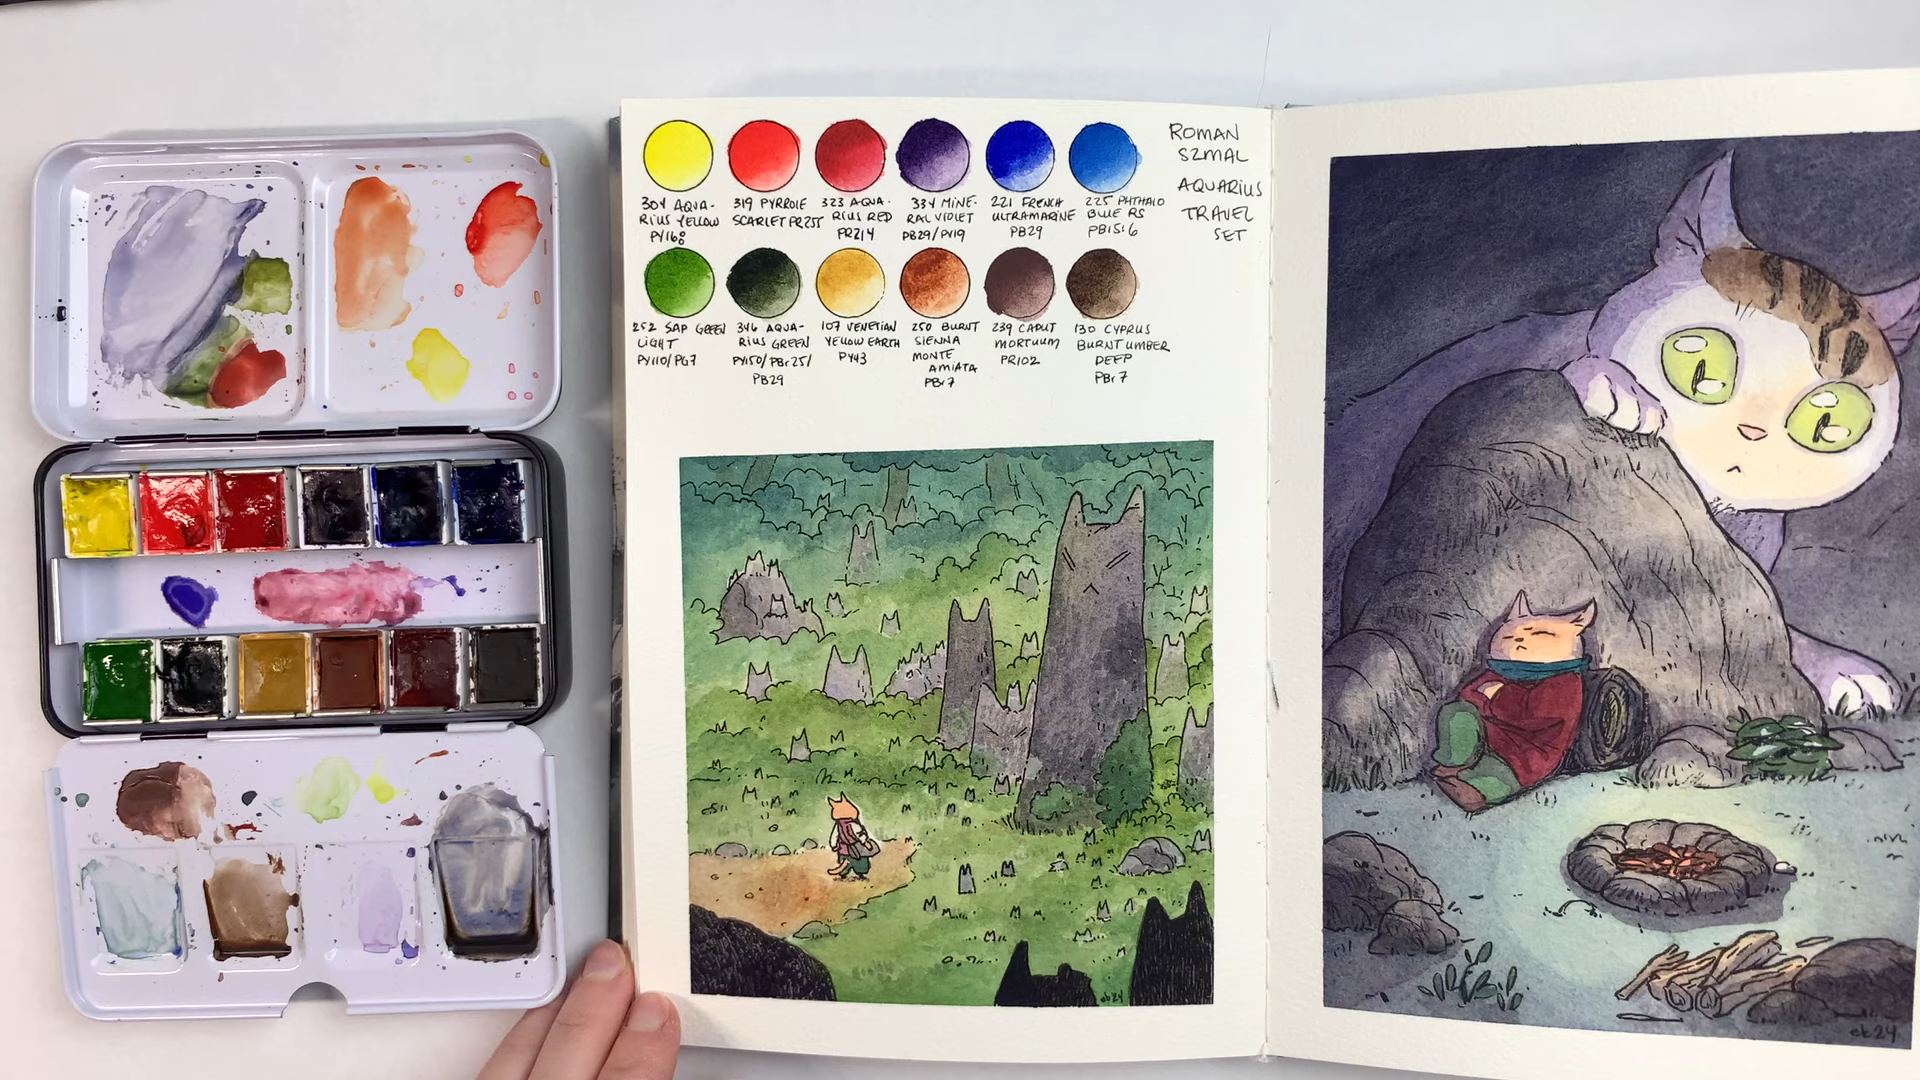 ROMAN
SZMAL
AQUARIUS
TRAVEL
SET
304 AQUA-
RIUS YELLOW
PY168
319 PYRROLE
SCARLET PR255
323 AQUA-
RIUS RED
PR214
334 MINE-
RAL VIOLET
PB29/PV19
221 FRENCH
ULTRAMARINE
PB29
225 PHTHALO
BLUE RS
PB15:6
252 SAP GREEN
LIGHT
PY110/PG7
346 AQUA-
RIUS GREEN
PY150/PBr25/
PB29
107 VENETIAN
YELLOW EARTH
PY43
250 BURNT
SIENNA
MONTE
AMIATA
PBr7
239 CAPUT
MORTUUM
PR102
130 CYPRUS
BURNT UMBER
DEEP
PBr7
eb24
eb24